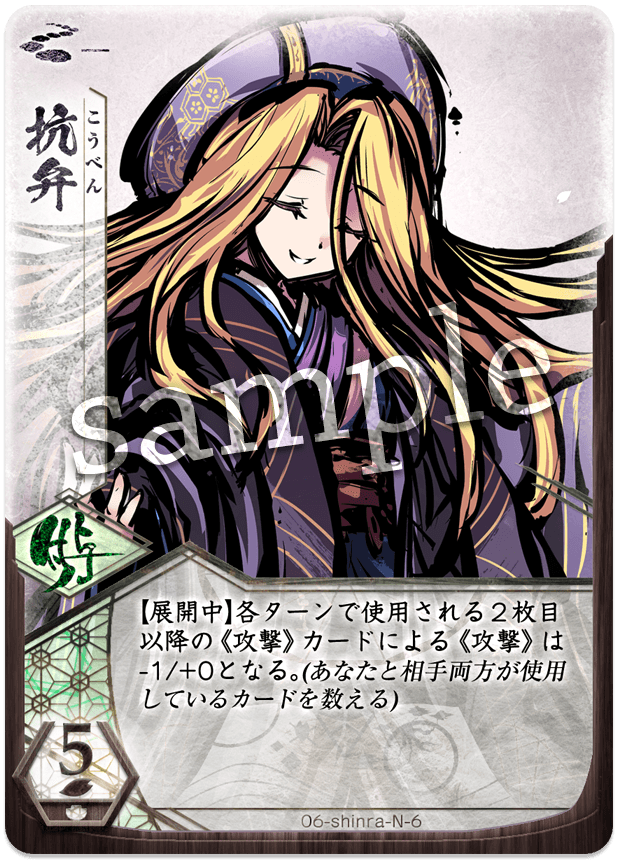 抗弁
こうべん
sample
【展開中】各ターンで使用される2枚目
以降の《攻撃》カードによる《攻撃》は
-1/+0となる。(あなたと相手両方が使用
しているカードを数える)
5
06-shinra-N-6